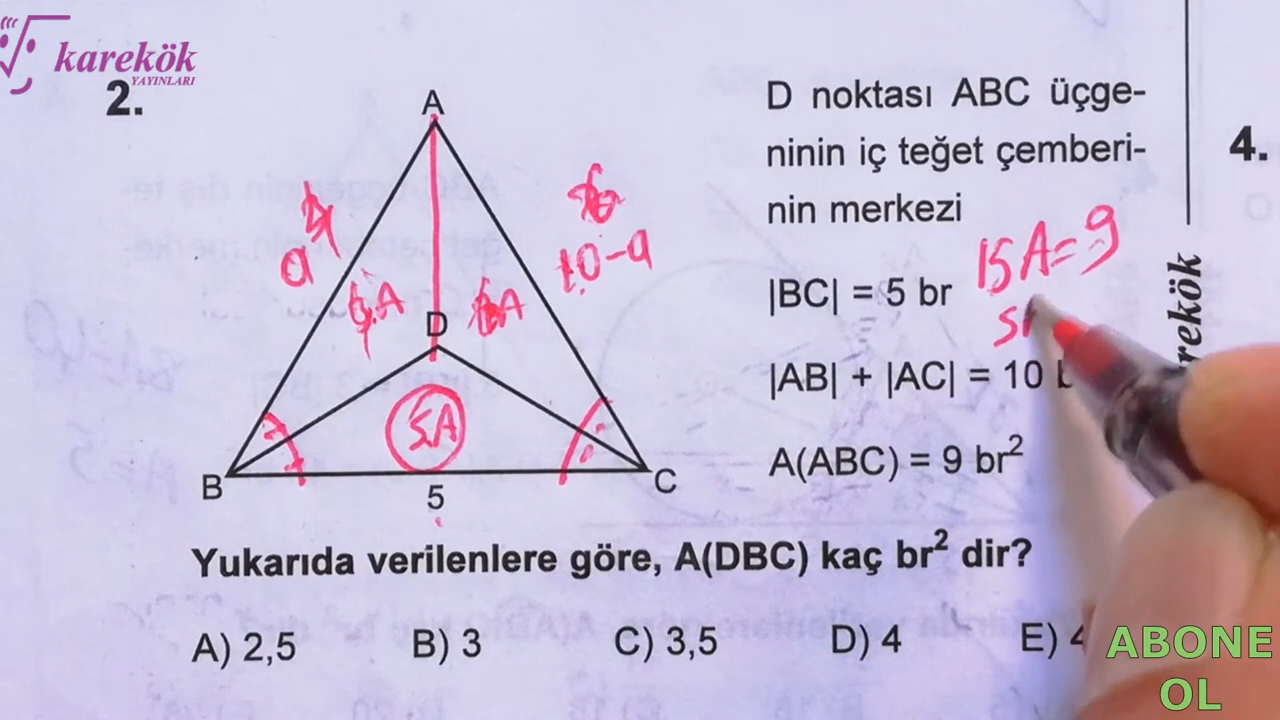 karekök
YAYINLARI
2.
A
D
B
C
5
a
10-a
A
A
5A
D noktası ABC üçge-
ninin iç teğet çemberi-
nin merkezi
|BC| = 5 br
|AB| + |AC| = 10
A(ABC) = 9 br²
15A=9
4.
rekök
Yukarıda verilenlere göre, A(DBC) kaç br² dir?
A) 2,5 B) 3 C) 3,5 D) 4 E) 4
ABONE
OL